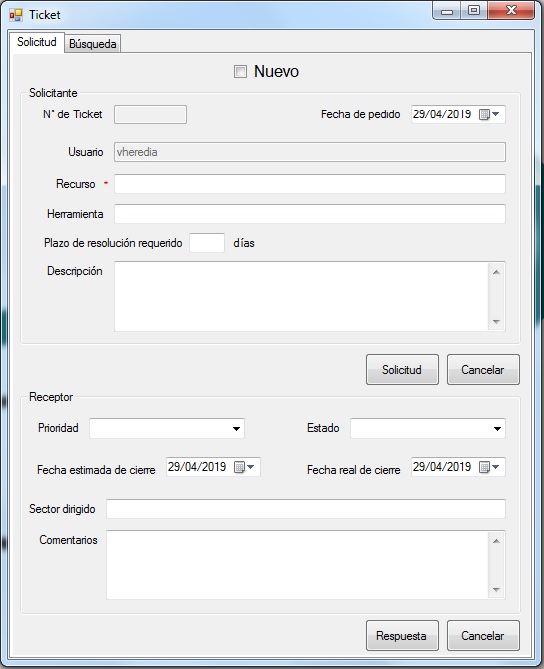 Ticket
Solicitud Búsqueda
Nuevo
Solicitante
N° de Ticket Fecha de pedido 29/04/2019
Usuario vheredia
Recurso *
Herramienta
Plazo de resolución requerido días
Descripción
Solicitud Cancelar
Receptor
Prioridad Estado
Fecha estimada de cierre 29/04/2019 Fecha real de cierre 29/04/2019
Sector dirigido
Comentarios
Respuesta Cancelar